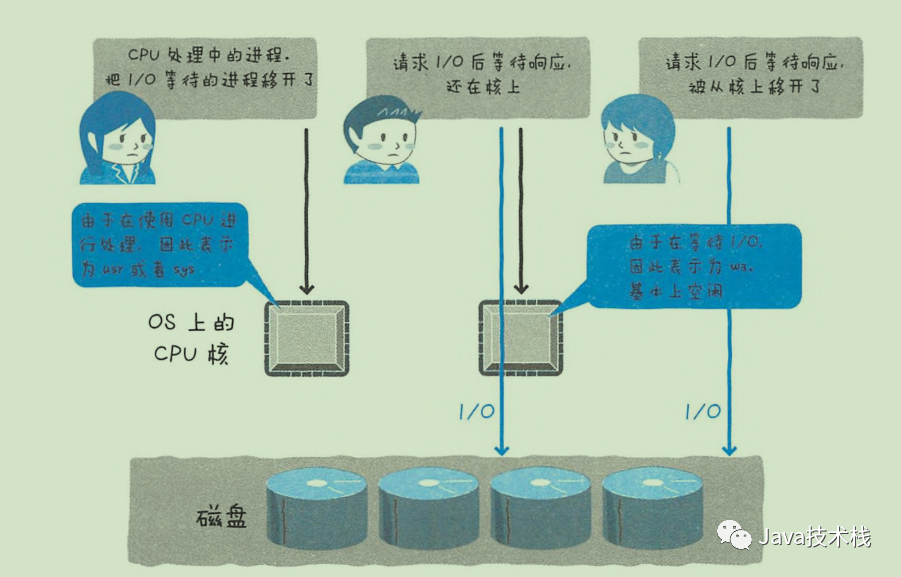 CPU 处理中的进程.
把 I/O 等待的进程移开了
请求 I/O 后等待响应,
还在核上
请求 I/O 后等待响应,
被从核上移开了
由于在使用 CPU 进
行处理, 因此表示
为 usr 或者 sys
由于在等待 I/O,
因此表示为 wa.
基本上空闲
OS 上的
CPU 核
I/O
I/O
磁盘
Java技术栈